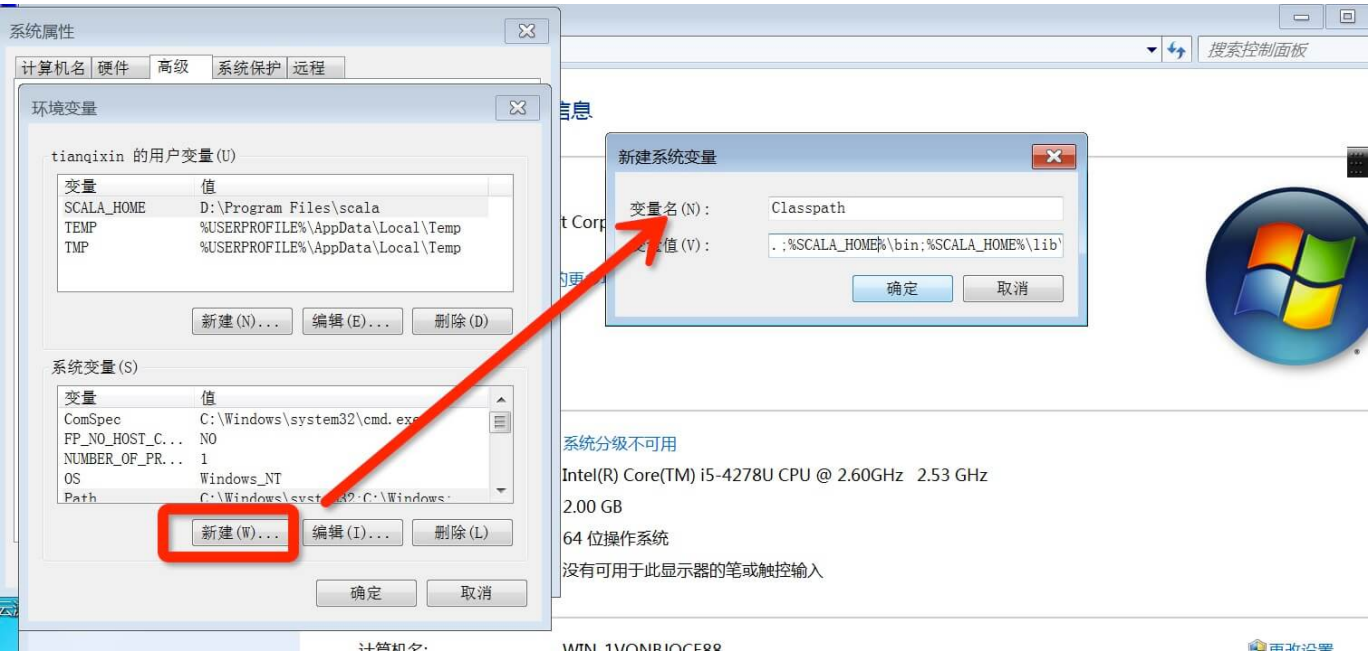 系统属性
计算机名 硬件 高级 系统保护 远程
环境变量
tianqixin 的用户变量(U)
变量 值
SCALA_HOME D:\Program Files\scala
TEMP %USERPROFILE%\AppData\Local\Temp
TMP %USERPROFILE%\AppData\Local\Temp
新建(N)... 编辑(E)... 删除(D)
系统变量(S)
变量 值
ComSpec C:\Windows\system32\cmd.exe
FP_NO_HOST_C... NO
NUMBER_OF_PR... 1
OS Windows_NT
Path C:\Windows\system32;C:\Windows;
新建(W)... 编辑(I)... 删除(L)
确定 取消
搜索控制面板
信息
t Corp
新建系统变量
变量名(N): Classpath
变量值(V): .;%SCALA_HOME%\bin;%SCALA_HOME%\lib\
确定 取消
系统分级不可用
Intel(R) Core(TM) i5-4278U CPU @ 2.60GHz 2.53 GHz
2.00 GB
64 位操作系统
没有可用于此显示器的笔或触控输入
计算机名:
更改设置